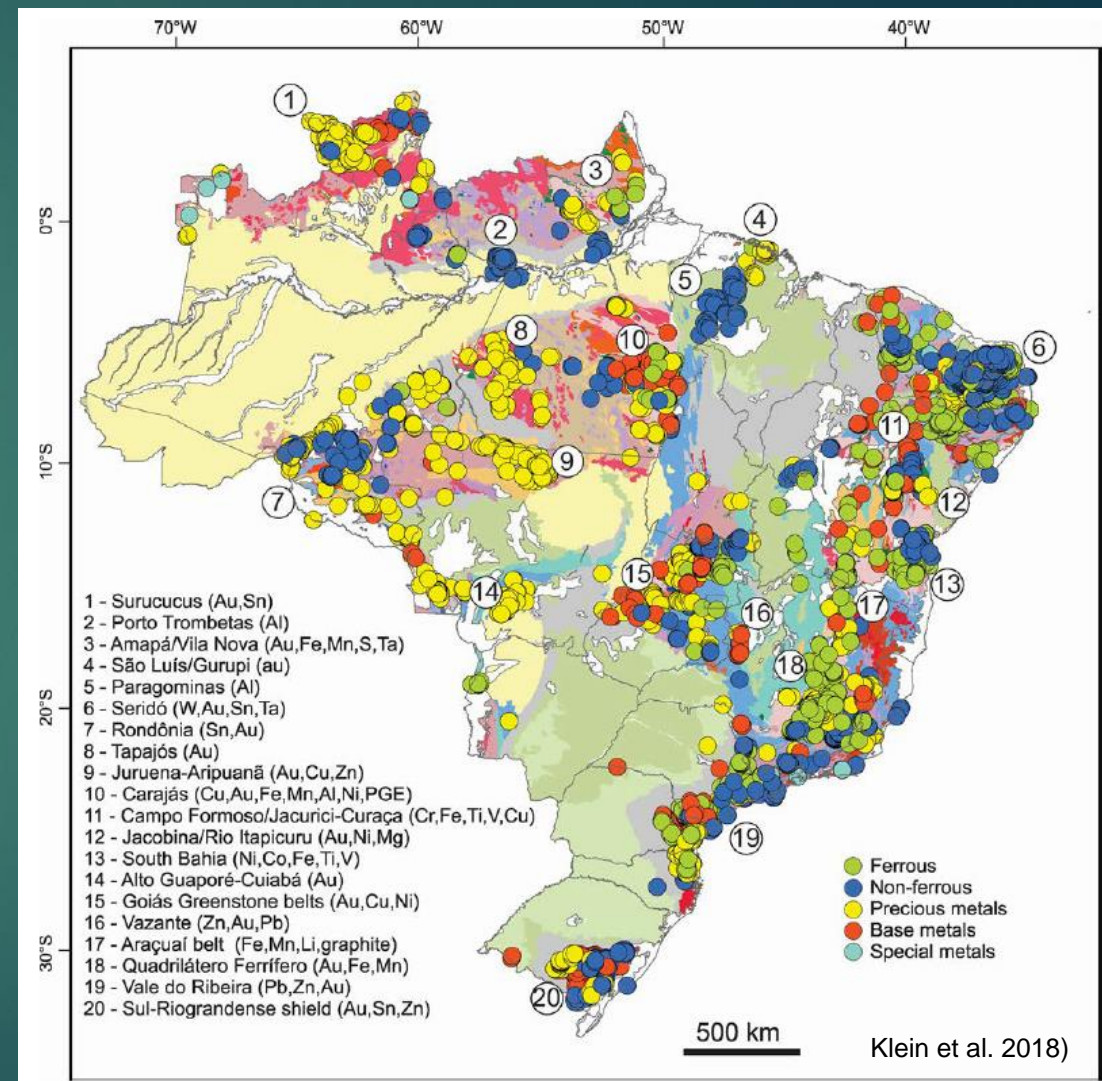 70°W 60°W 50°W 40°W
0°S
10°S
20°S
30°S
1
2
3
4
5
6
7
8
9
10
11
12
13
14
15
16
17
18
19
20
1 - Surucucus (Au,Sn)
2 - Porto Trombetas (Al)
3 - Amapá/Vila Nova (Au,Fe,Mn,S,Ta)
4 - São Luís/Gurupi (au)
5 - Paragominas (Al)
6 - Seridó (W,Au,Sn,Ta)
7 - Rondônia (Sn,Au)
8 - Tapajós (Au)
9 - Juruena-Aripuanã (Au,Cu,Zn)
10 - Carajás (Cu,Au,Fe,Mn,Al,Ni,PGE)
11 - Campo Formoso/Jacurici-Curaça (Cr,Fe,Ti,V,Cu)
12 - Jacobina/Rio Itapicuru (Au,Ni,Mg)
13 - South Bahia (Ni,Co,Fe,Ti,V)
14 - Alto Guaporé-Cuiabá (Au)
15 - Goiás Greenstone belts (Au,Cu,Ni)
16 - Vazante (Zn,Au,Pb)
17 - Araçuaí belt (Fe,Mn,Li,graphite)
18 - Quadrilátero Ferrífero (Au,Fe,Mn)
19 - Vale do Ribeira (Pb,Zn,Au)
20 - Sul-Riograndense shield (Au,Sn,Zn)
Ferrous
Non-ferrous
Precious metals
Base metals
Special metals
500 km
Klein et al. 2018)